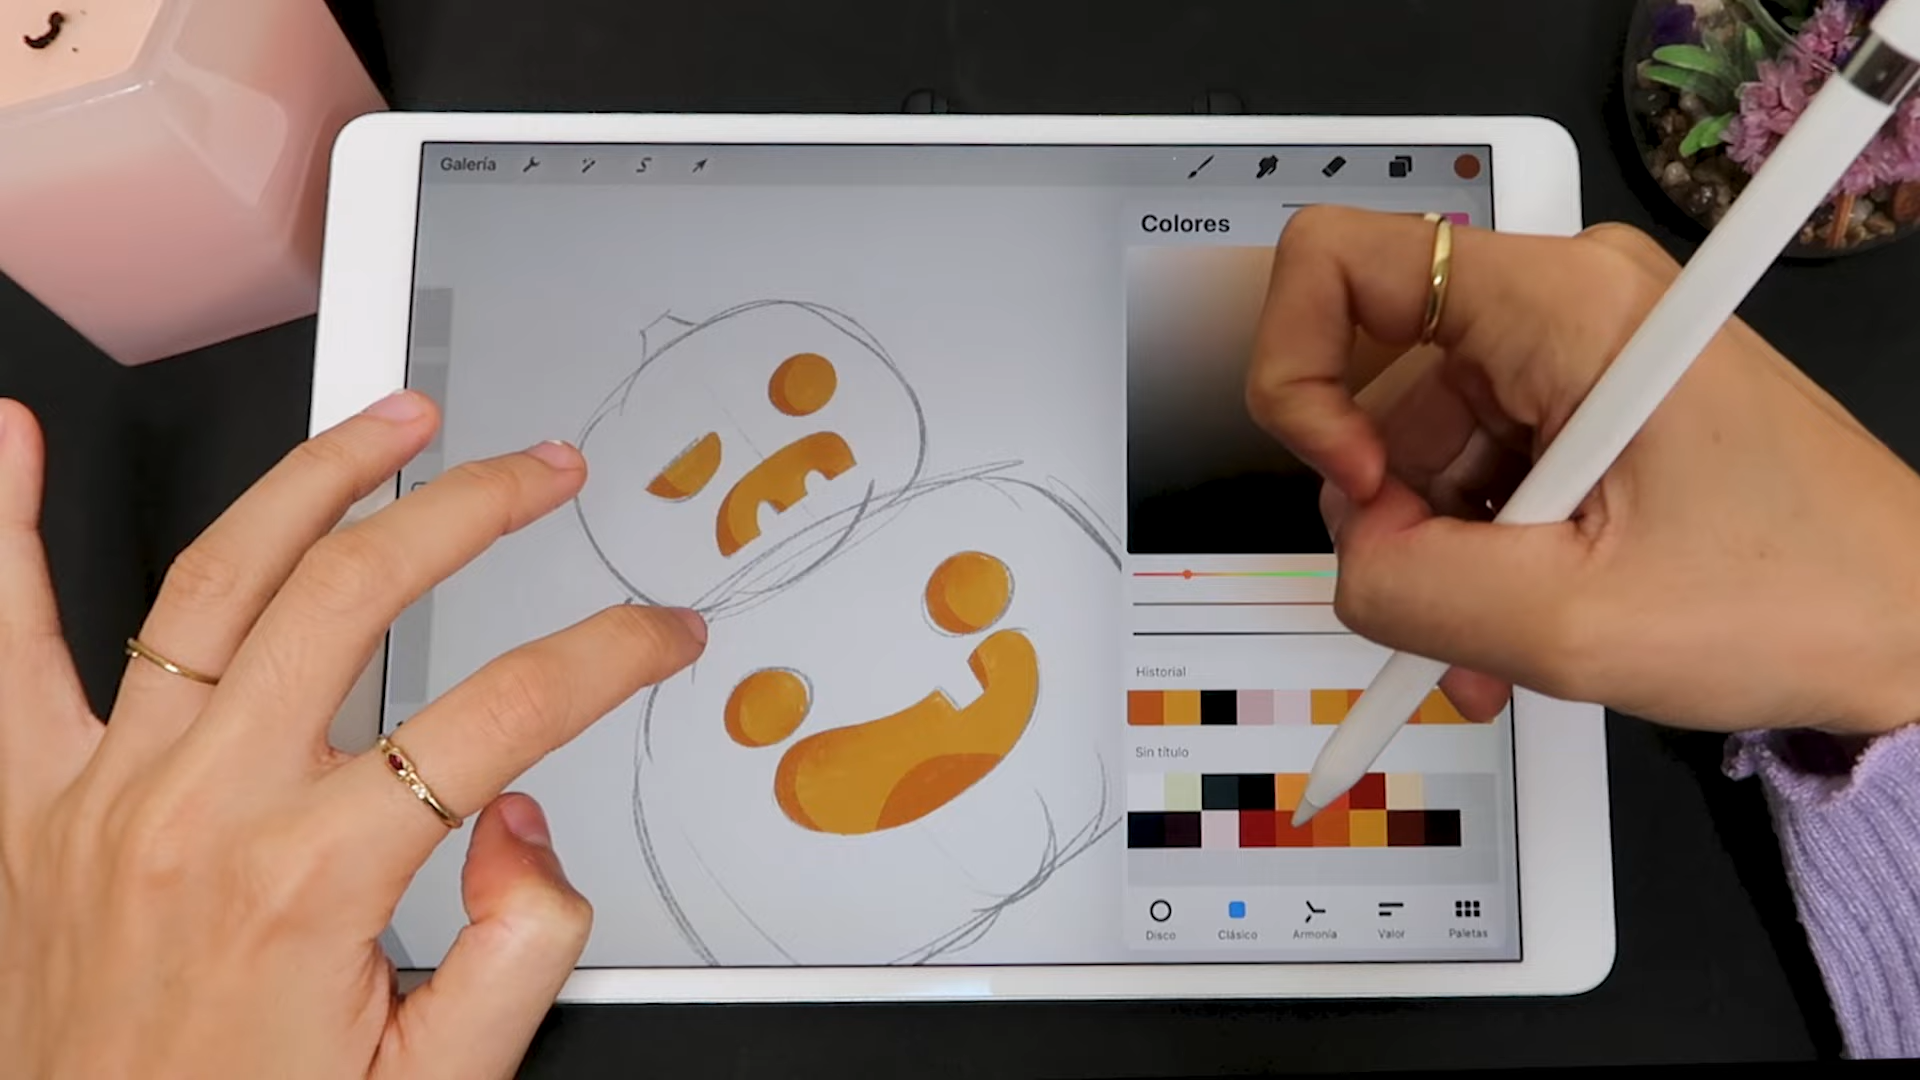 Galería
Colores
Historial
Sin título
Disco
Clásico
Armonía
Valor
Paletas